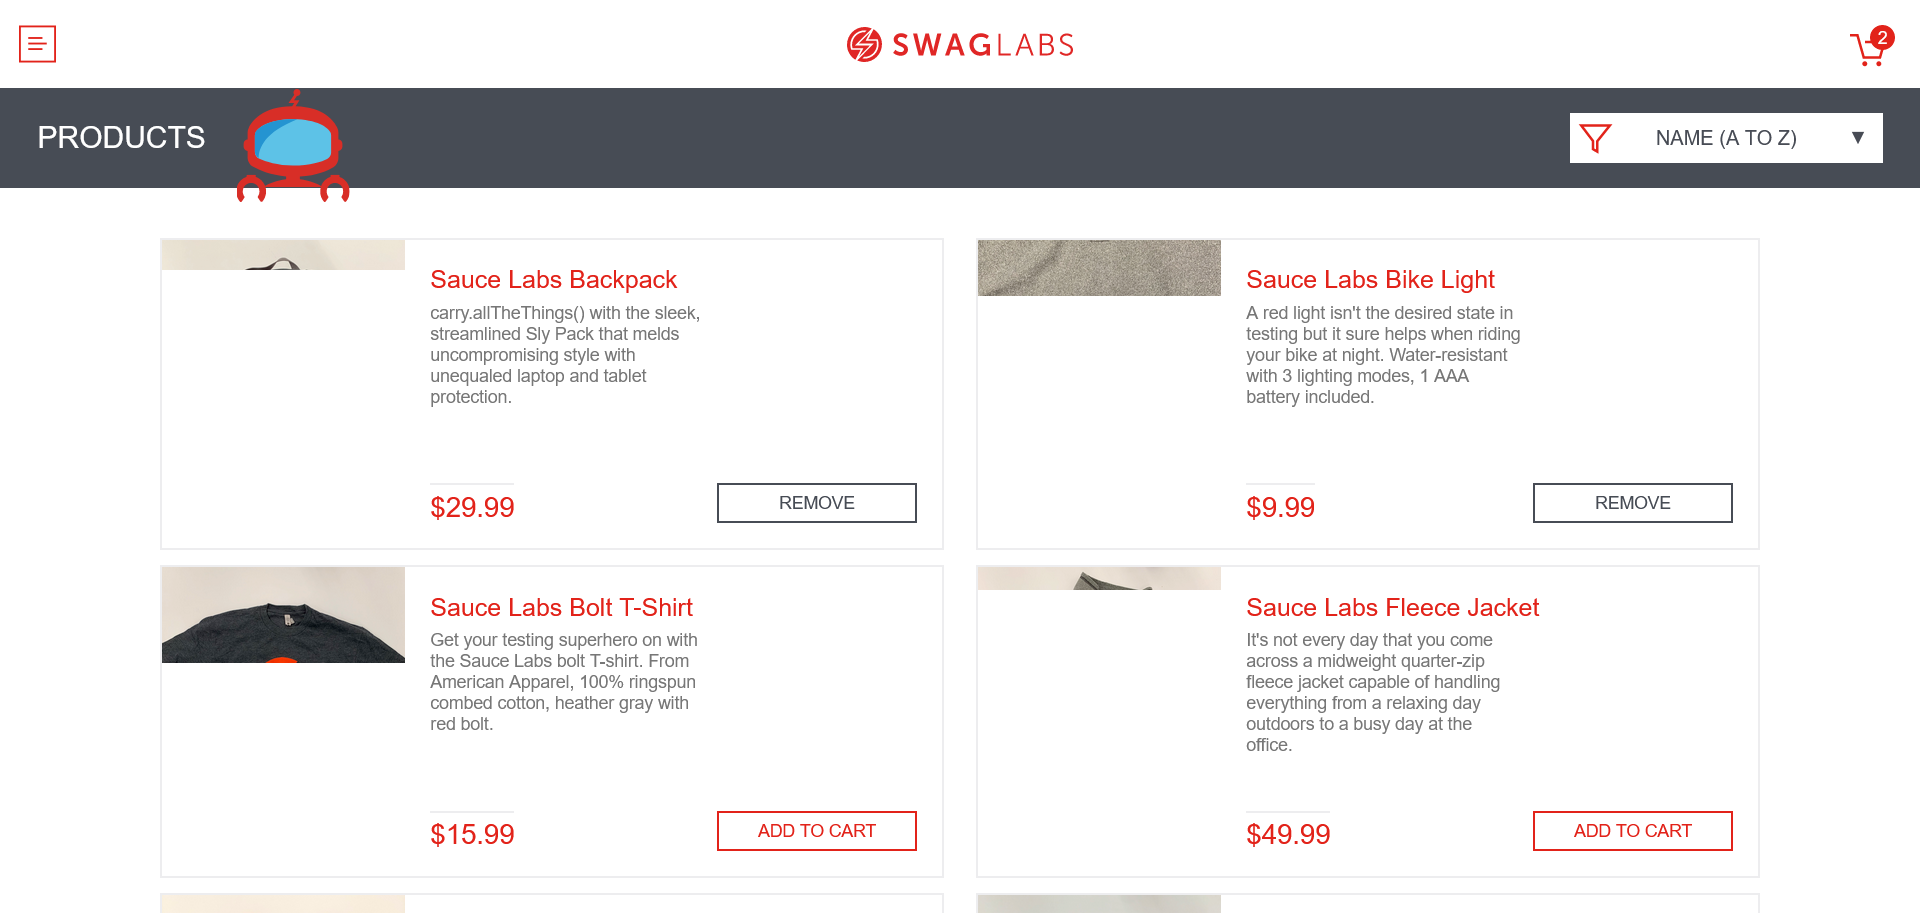 SWAGLABS
2
PRODUCTS
NAME (A TO Z)
Sauce Labs Backpack
carry.allTheThings() with the sleek,
streamlined Sly Pack that melds
uncompromising style with
unequaled laptop and tablet
protection.
$29.99
REMOVE
Sauce Labs Bike Light
A red light isn't the desired state in
testing but it sure helps when riding
your bike at night. Water-resistant
with 3 lighting modes, 1 AAA
battery included.
$9.99
REMOVE
Sauce Labs Bolt T-Shirt
Get your testing superhero on with
the Sauce Labs bolt T-shirt. From
American Apparel, 100% ringspun
combed cotton, heather gray with
red bolt.
$15.99
ADD TO CART
Sauce Labs Fleece Jacket
It's not every day that you come
across a midweight quarter-zip
fleece jacket capable of handling
everything from a relaxing day
outdoors to a busy day at the
office.
$49.99
ADD TO CART